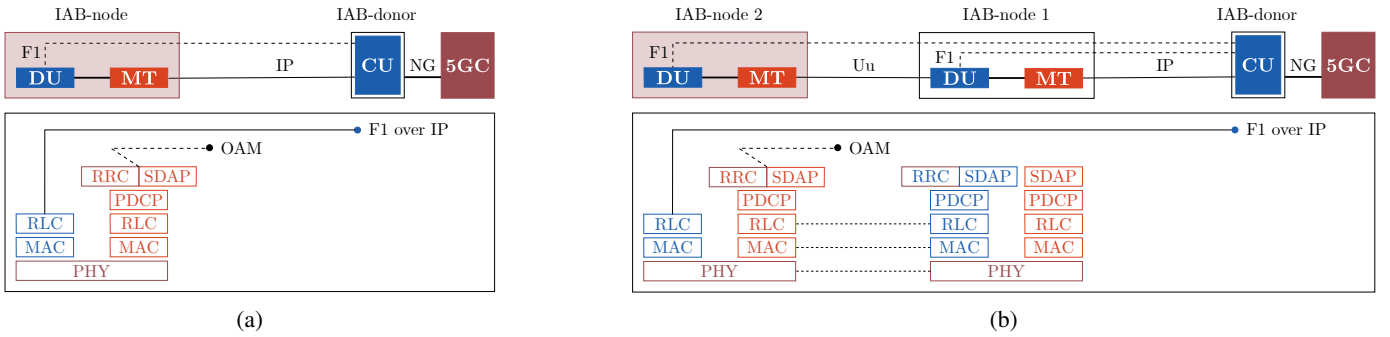 IAB-node IAB-donor
F1
DU MT IP CU NG 5GC
F1 over IP
OAM
RRC SDAP
PDCP
RLC RLC
MAC MAC
PHY
(a)
IAB-node 2 IAB-node 1 IAB-donor
F1 F1
DU MT Uu DU MT IP CU NG 5GC
F1 over IP
OAM
RRC SDAP RRC SDAP SDAP
PDCP PDCP PDCP
RLC RLC RLC RLC
MAC MAC MAC MAC
PHY PHY
(b)